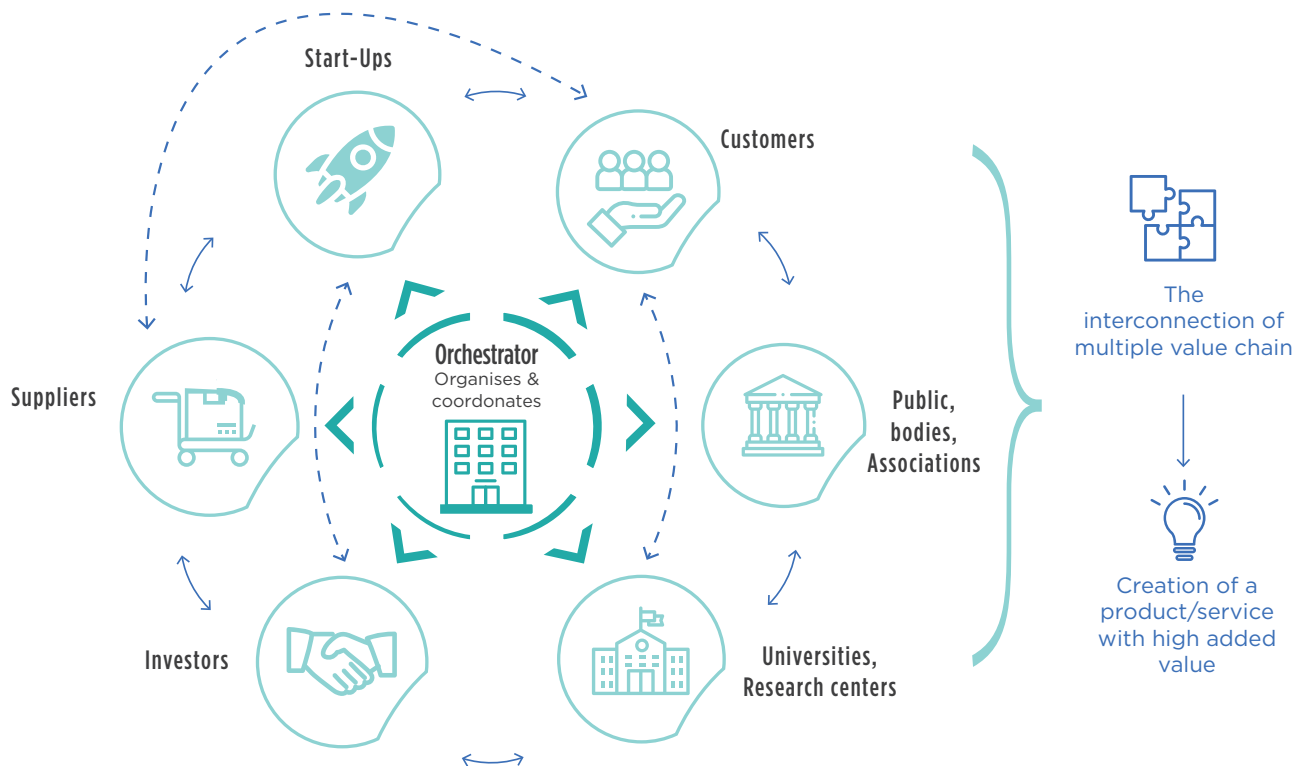 Start-Ups
Customers
Suppliers
Orchestrator
Organises &
coordonates
Public,
bodies,
Associations
Investors
Universities,
Research centers
The
interconnection of
multiple value chain
Creation of a
product/service
with high added
value